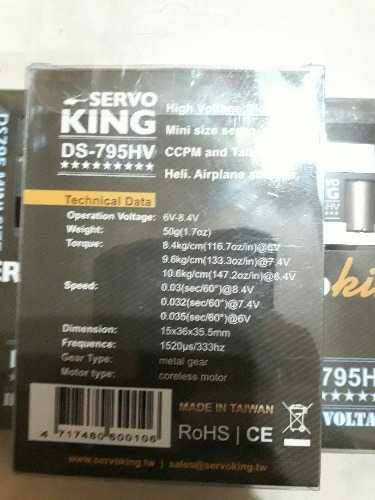 SERVO
KING
DS-795HV
★★★★★★★★★
High Voltage
Mini size
CCPM and
Heli. Airplane
Technical Data
Operation Voltage: 6V-8.4V
Weight: 50g(1.7oz)
Torque: 8.4kg/cm(116.7oz/in)@6V
9.6kg/cm(133.3oz/in)@7.4V
10.6kg/cm(147.2oz/in)@8.4V
Speed: 0.03(sec/60°)@8.4V
0.032(sec/60°)@7.4V
0.035(sec/60°)@6V
Dimension: 15x36x35.5mm
Frequence: 1520µs/333hz
Gear Type: metal gear
Motor type: coreless motor
MADE IN TAIWAN
RoHS | CE
4 717480 600106
www.servoking.tw | sales@servoking.tw
795H
VOLTA